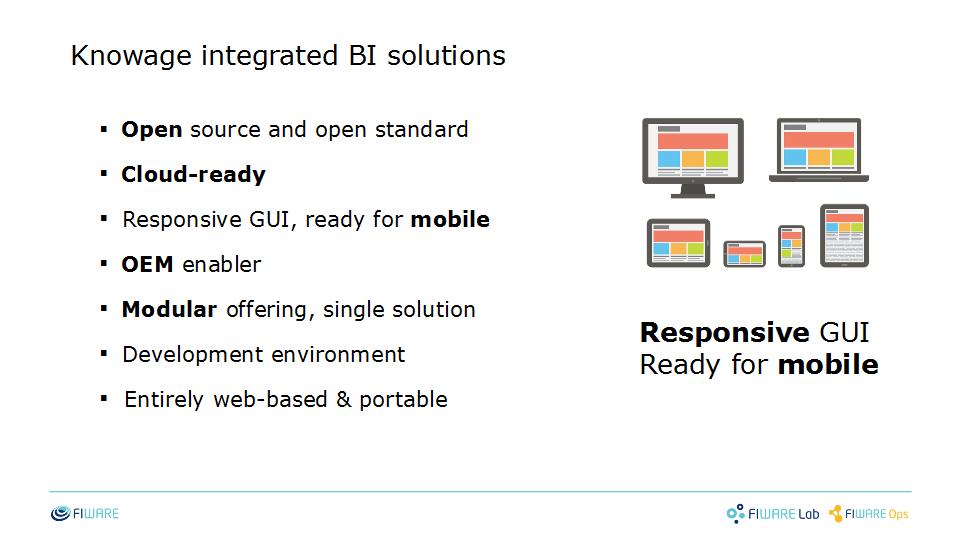 Knowage integrated BI solutions
▪ Open source and open standard
▪ Cloud-ready
▪ Responsive GUI, ready for mobile
▪ OEM enabler
▪ Modular offering, single solution
▪ Development environment
▪ Entirely web-based & portable
Responsive GUI
Ready for mobile
FIWARE
FIWARE Lab
FIWARE Ops